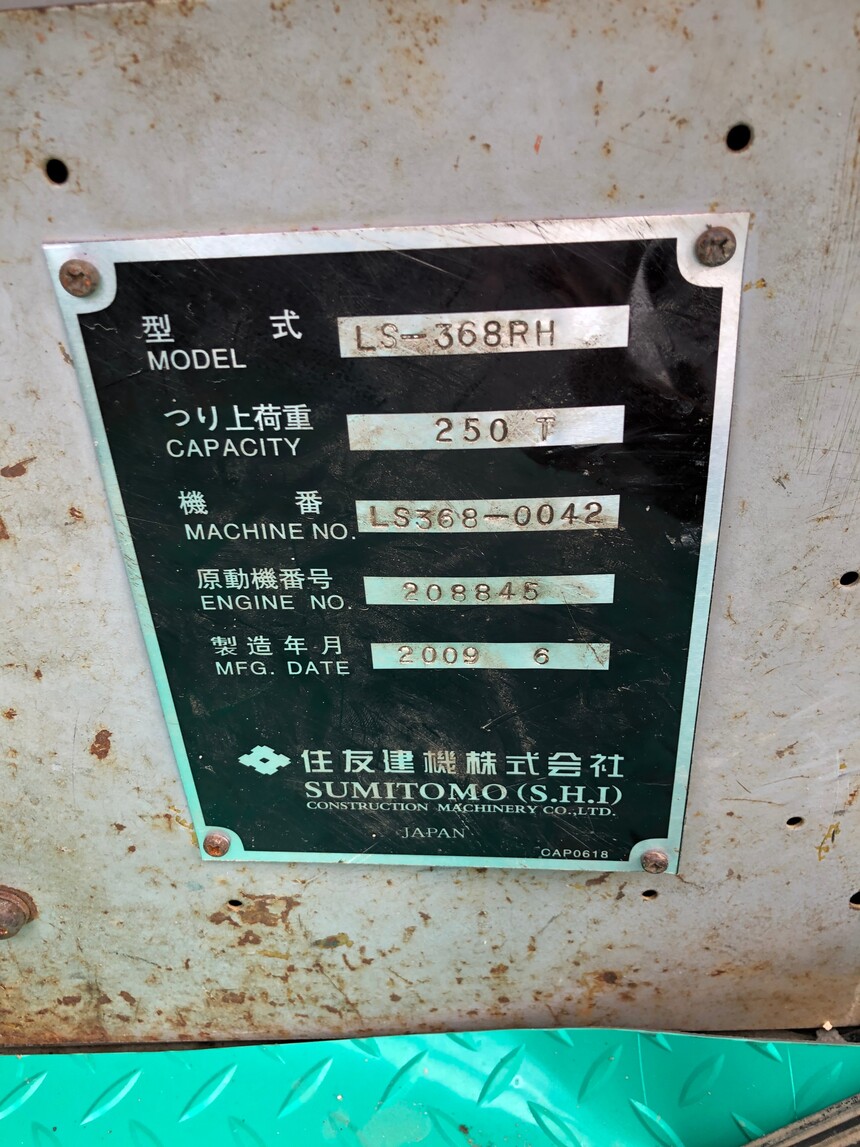 型 式 LS-368RH
MODEL
つり上荷重 250 T
CAPACITY
機 番 LS368-0042
MACHINE NO.
原動機番号 208845
ENGINE NO.
製造年月 2009 6
MFG. DATE
住友建機株式会社
SUMITOMO (S.H.I)
CONSTRUCTION MACHINERY CO.,LTD.
JAPAN
CAP0618